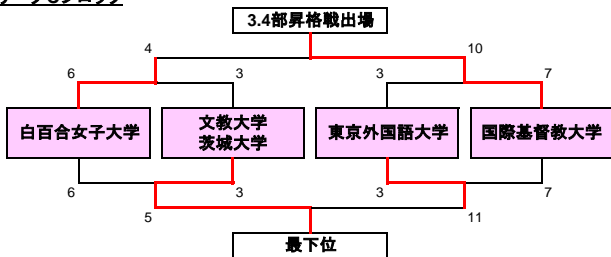 3.4部昇格戦出場
4 10
6 3 3 7
白百合女子大学
文教大学
茨城大学
東京外国語大学
国際基督教大学
6 3 3 7
5 11
最下位